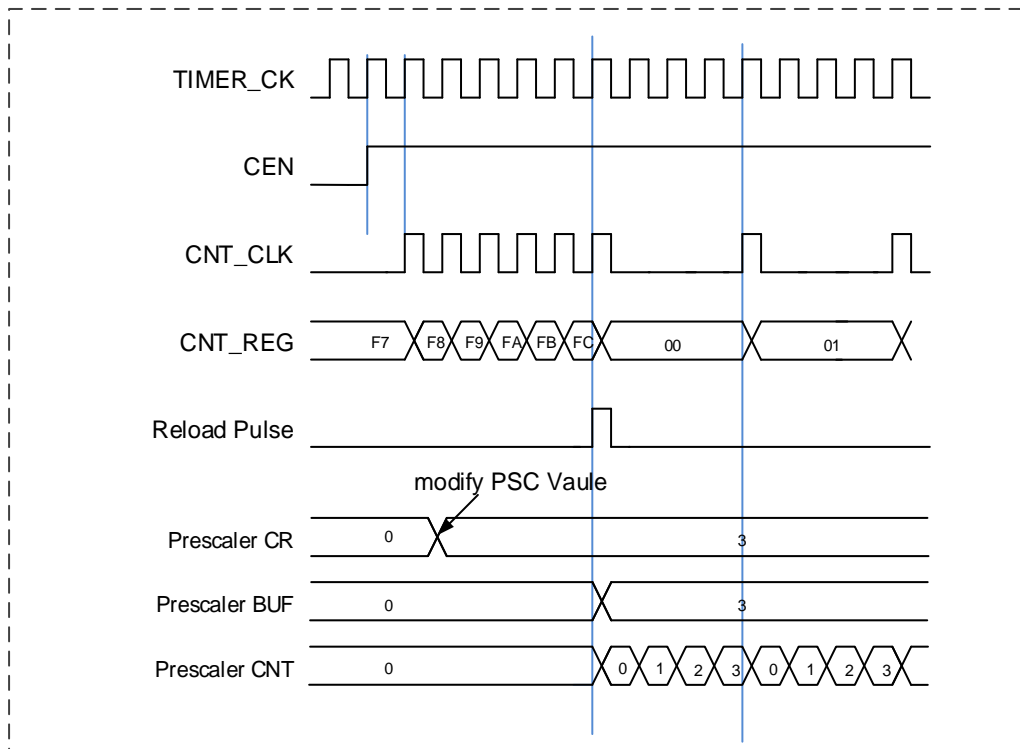 TIMER_CK
CEN
CNT_CLK
CNT_REG F7 F8 F9 FA FB FC 00 01
Reload Pulse
modify PSC Vaule
Prescaler CR 0 3
Prescaler BUF 0 3
Prescaler CNT 0 0 1 2 3 0 1 2 3